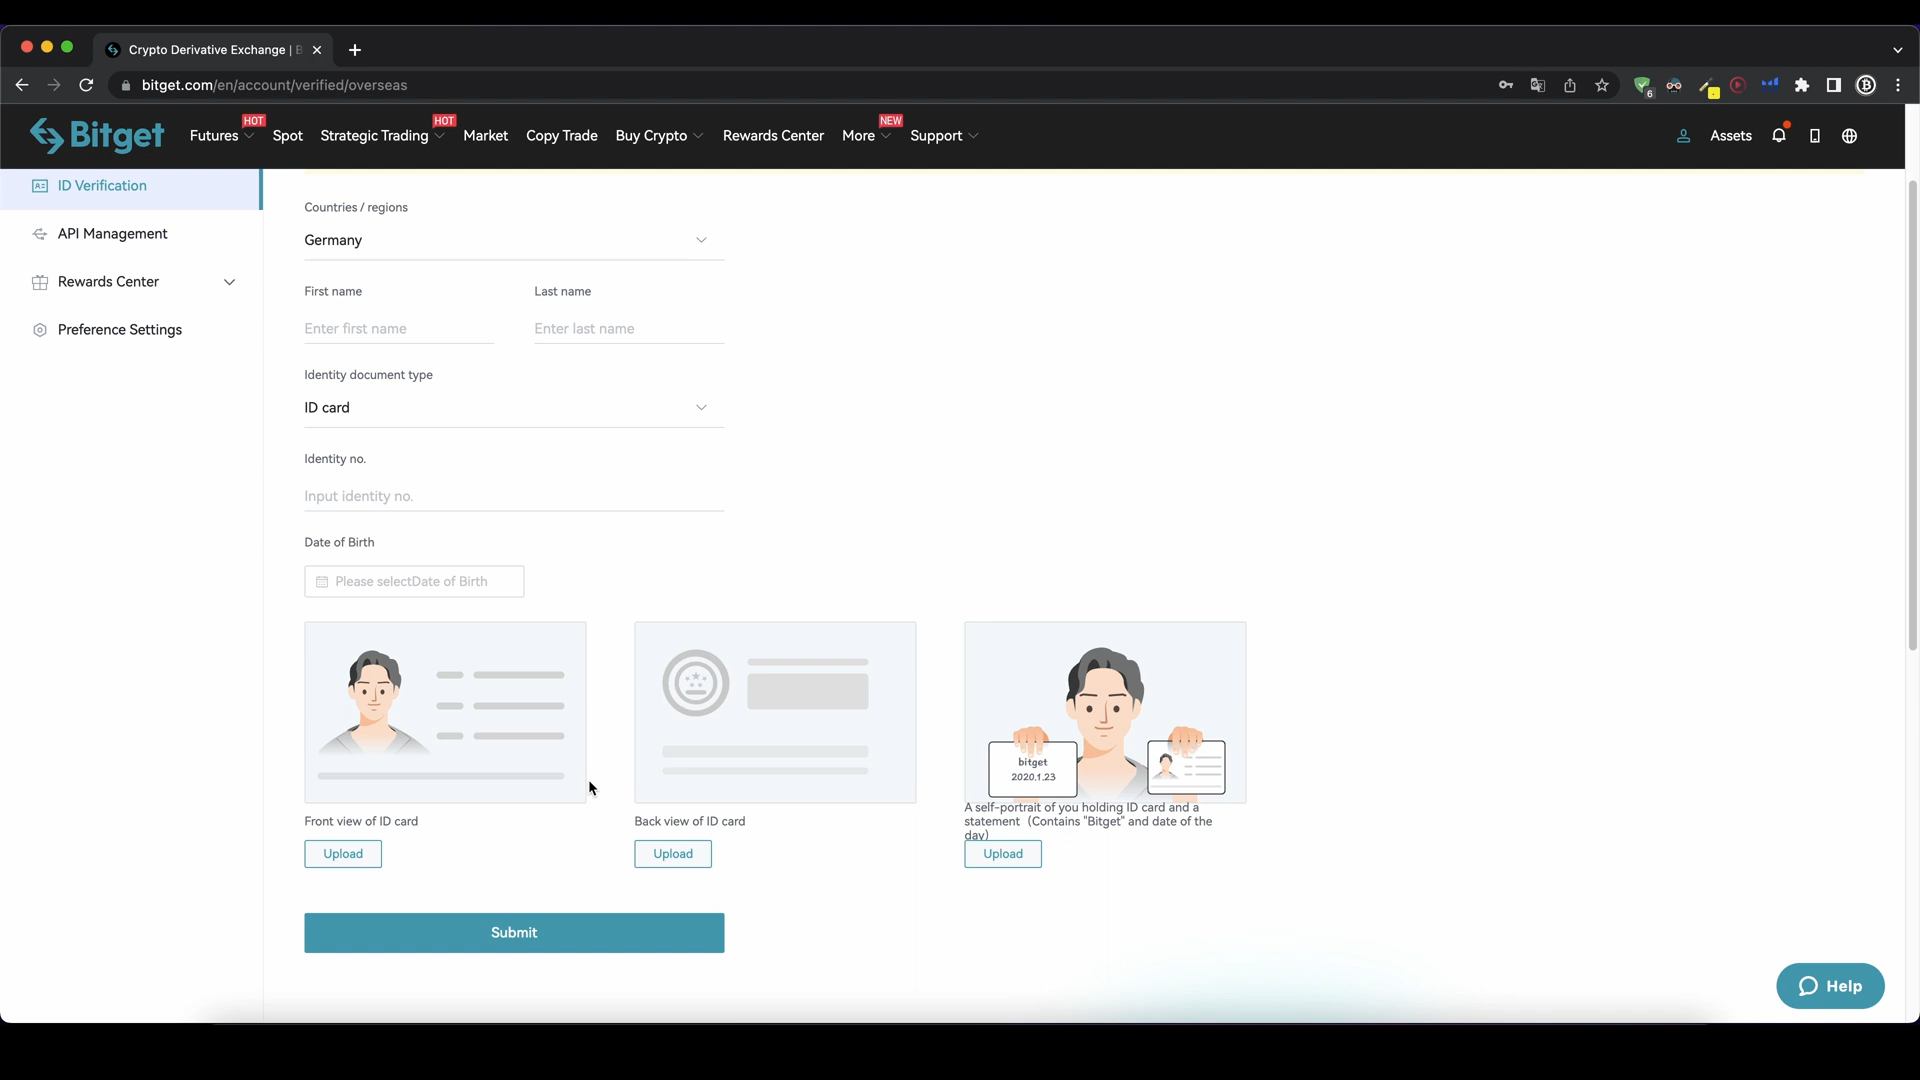 Crypto Derivative Exchange | B
bitget.com/en/account/verified/overseas
6
Bitget
Futures HOT
Spot
Strategic Trading HOT
Market
Copy Trade
Buy Crypto
Rewards Center
More NEW
Support
Assets
ID Verification
API Management
Rewards Center
Preference Settings
Countries / regions
Germany
First name
Last name
Enter first name
Enter last name
Identity document type
ID card
Identity no.
Input identity no.
Date of Birth
Please selectDate of Birth
bitget
2020.1.23
Front view of ID card
Upload
Back view of ID card
Upload
A self-portrait of you holding ID card and a
statement (Contains "Bitget" and date of the
day)
Upload
Submit
Help